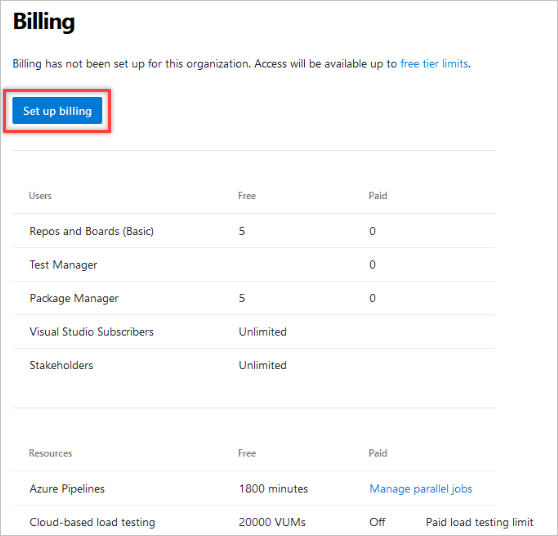 Billing
Billing has not been set up for this organization. Access will be available up to free tier limits.
Set up billing
Users Free Paid
Repos and Boards (Basic) 5 0
Test Manager 0
Package Manager 5 0
Visual Studio Subscribers Unlimited
Stakeholders Unlimited
Resources Free Paid
Azure Pipelines 1800 minutes Manage parallel jobs
Cloud-based load testing 20000 VUMs Off Paid load testing limit